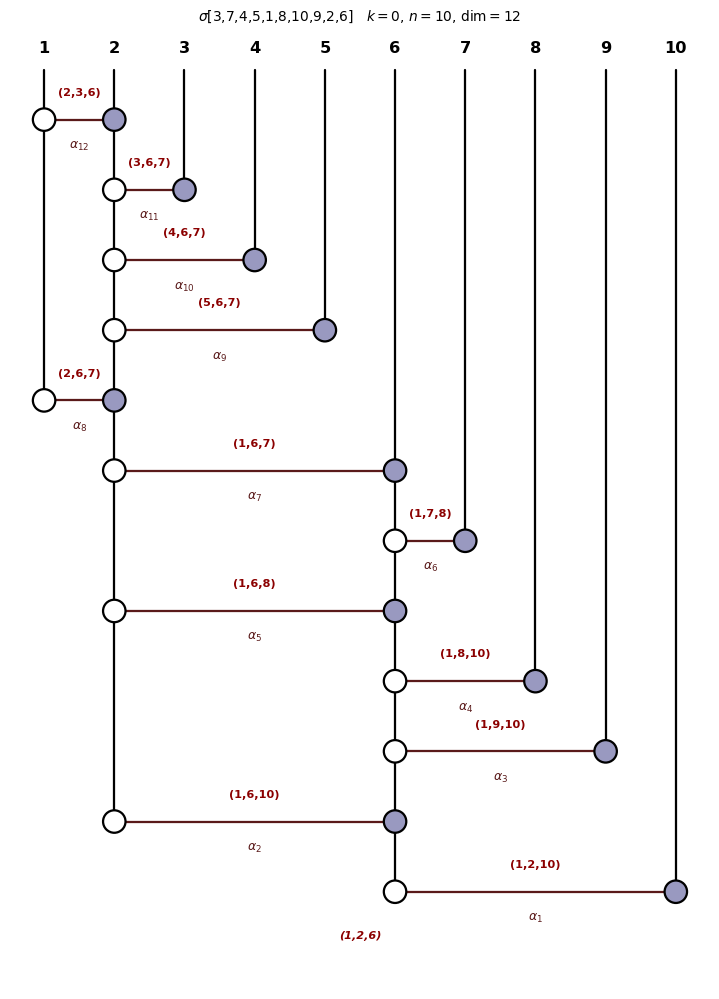 σ[3,7,4,5,1,8,10,9,2,6]   k = 0, n = 10, dim = 12
1 2 3 4 5 6 7 8 9 10
(2,3,6)
α₁₂
(3,6,7)
α₁₁
(4,6,7)
α₁₀
(5,6,7)
α₉
(2,6,7)
α₈
(1,6,7)
α₇
(1,7,8)
α₆
(1,6,8)
α₅
(1,8,10)
α₄
(1,9,10)
α₃
(1,6,10)
α₂
(1,2,10)
α₁
(1,2,6)